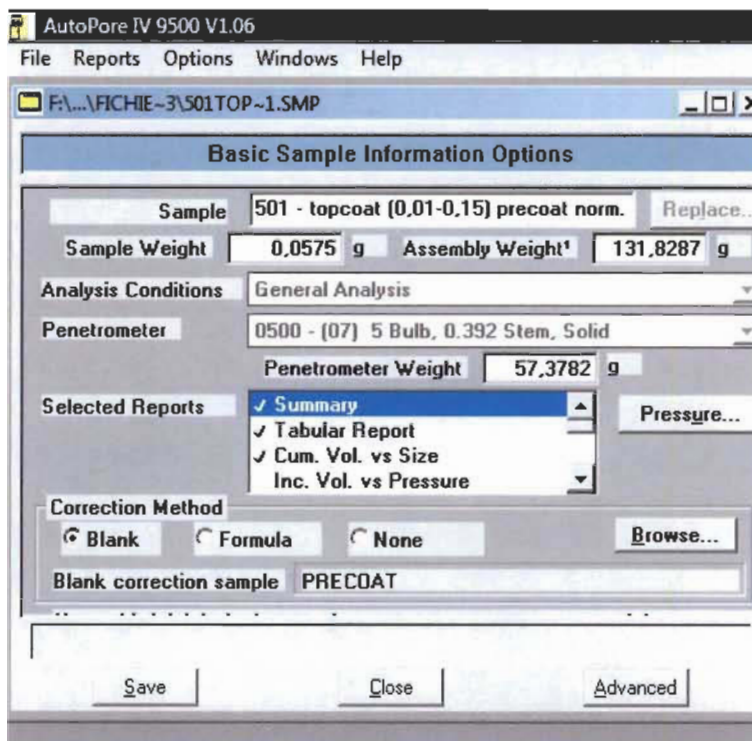 AutoPore IV 9500 V1.06
File Reports Options Windows Help
F:\...\FICHIE~3\501TOP~1.SMP
Basic Sample Information Options
Sample 501 - topcoat (0,01-0,15) precoat norm. Replace...
Sample Weight 0,0575 g Assembly Weight¹ 131,8287 g
Analysis Conditions General Analysis
Penetrometer 0500 - (07) 5 Bulb, 0.392 Stem, Solid
Penetrometer Weight 57,3782 g
Selected Reports ✓ Summary Pressure...
✓ Tabular Report
✓ Cum. Vol. vs Size
Inc. Vol. vs Pressure
Correction Method
Blank Formula None Browse...
Blank correction sample PRECOAT
Save Close Advanced